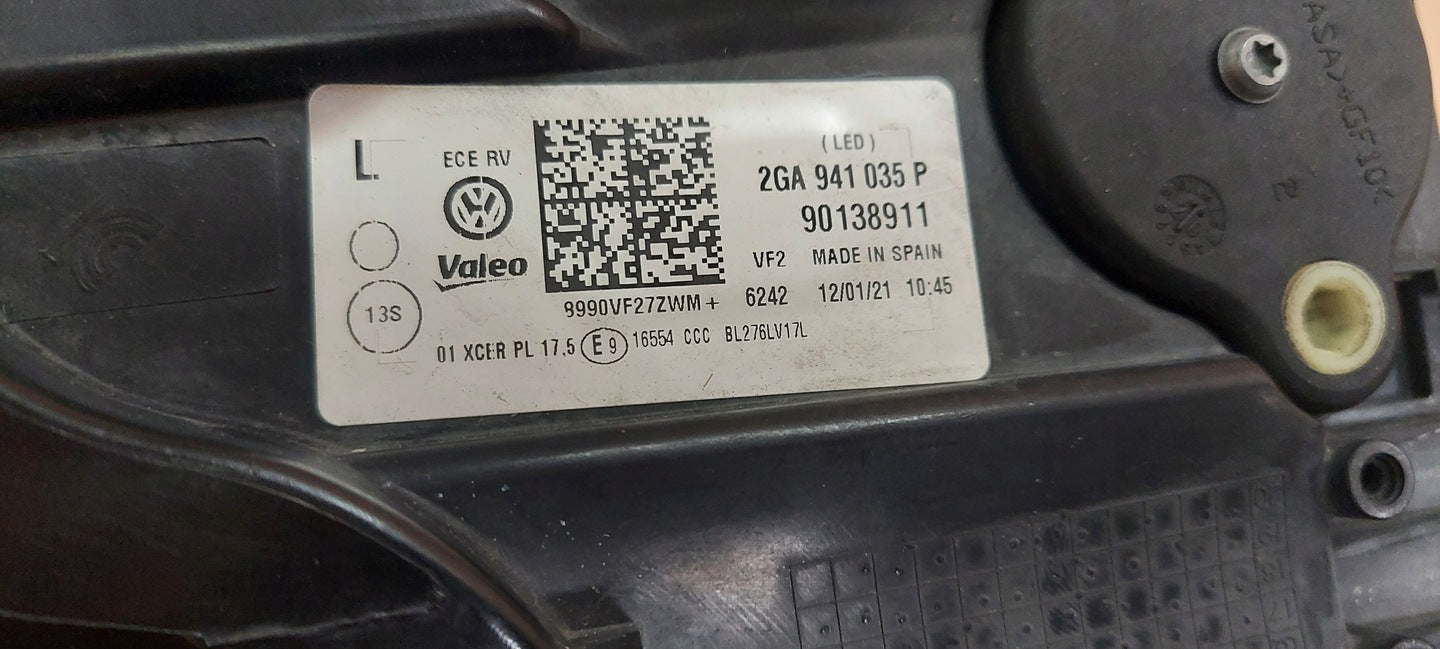 L
ECE RV
Valeo
13S
( LED )
2GA 941 035 P
90138911
VF2 MADE IN SPAIN
8990VF27ZWM + 6242 12/01/21 10:45
01 XCER PL 17.5 E9 16554 CCC BL276LV17L
2